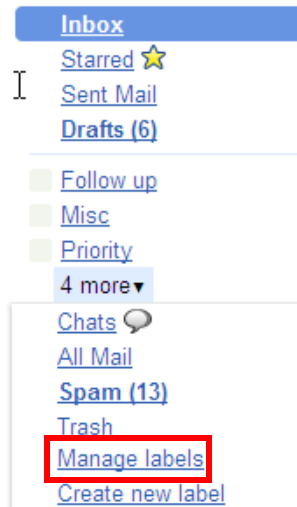 Inbox
Starred
Sent Mail
Drafts (6)
Follow up
Misc
Priority
4 more▾
Chats
All Mail
Spam (13)
Trash
Manage labels
Create new label